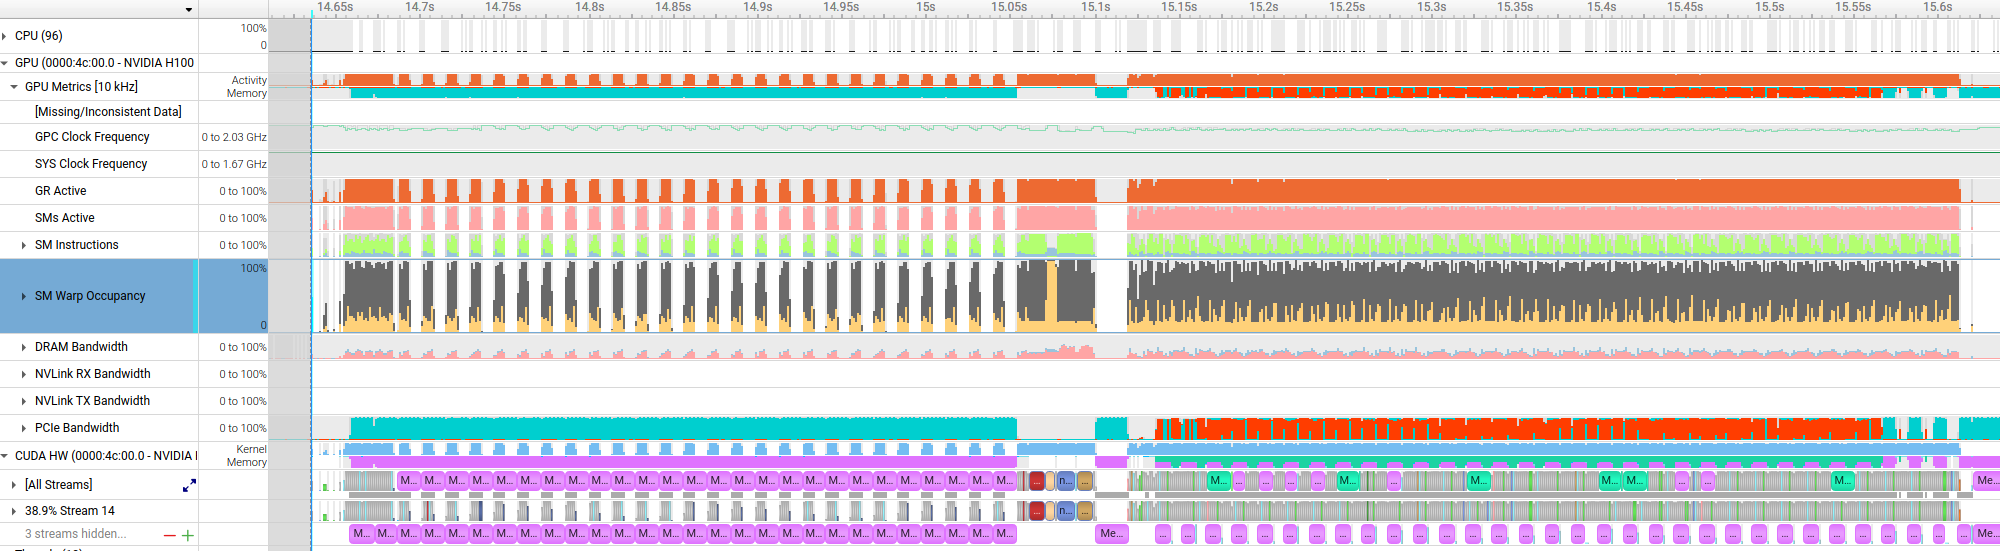 14.65s 14.7s 14.75s 14.8s 14.85s 14.9s 14.95s 15s 15.05s 15.1s 15.15s 15.2s 15.25s 15.3s 15.35s 15.4s 15.45s 15.5s 15.55s 15.6s
CPU (96) 100% 0
GPU (0000:4c:00.0 - NVIDIA H100
GPU Metrics [10 kHz] Activity Memory
[Missing/Inconsistent Data]
GPC Clock Frequency 0 to 2.03 GHz
SYS Clock Frequency 0 to 1.67 GHz
GR Active 0 to 100%
SMs Active 0 to 100%
SM Instructions 0 to 100%
SM Warp Occupancy 100% 0
DRAM Bandwidth 0 to 100%
NVLink RX Bandwidth 0 to 100%
NVLink TX Bandwidth 0 to 100%
PCIe Bandwidth 0 to 100%
CUDA HW (0000:4c:00.0 - NVIDIA Kernel Memory
[All Streams] M... M... M... M... M... M... M... M... M... M... M... M... M... M... M... M... M... M... M... M... M... M... M... M... M... M... ... n... ... M... ... ... ... ... M... ... M... M... M... ... ... M... Me...
38.9% Stream 14 ... n... ...
3 streams hidden... M... M... M... M... M... M... M... M... M... M... M... M... M... M... M... M... M... M... M... M... M... M... M... M... M... M... M... M... Me... ... ... ... ... ... ... ... ... ... ... ... ... ... ... ... ... ... ... ... ... ... ... ... ... ... ... ... ... Me...